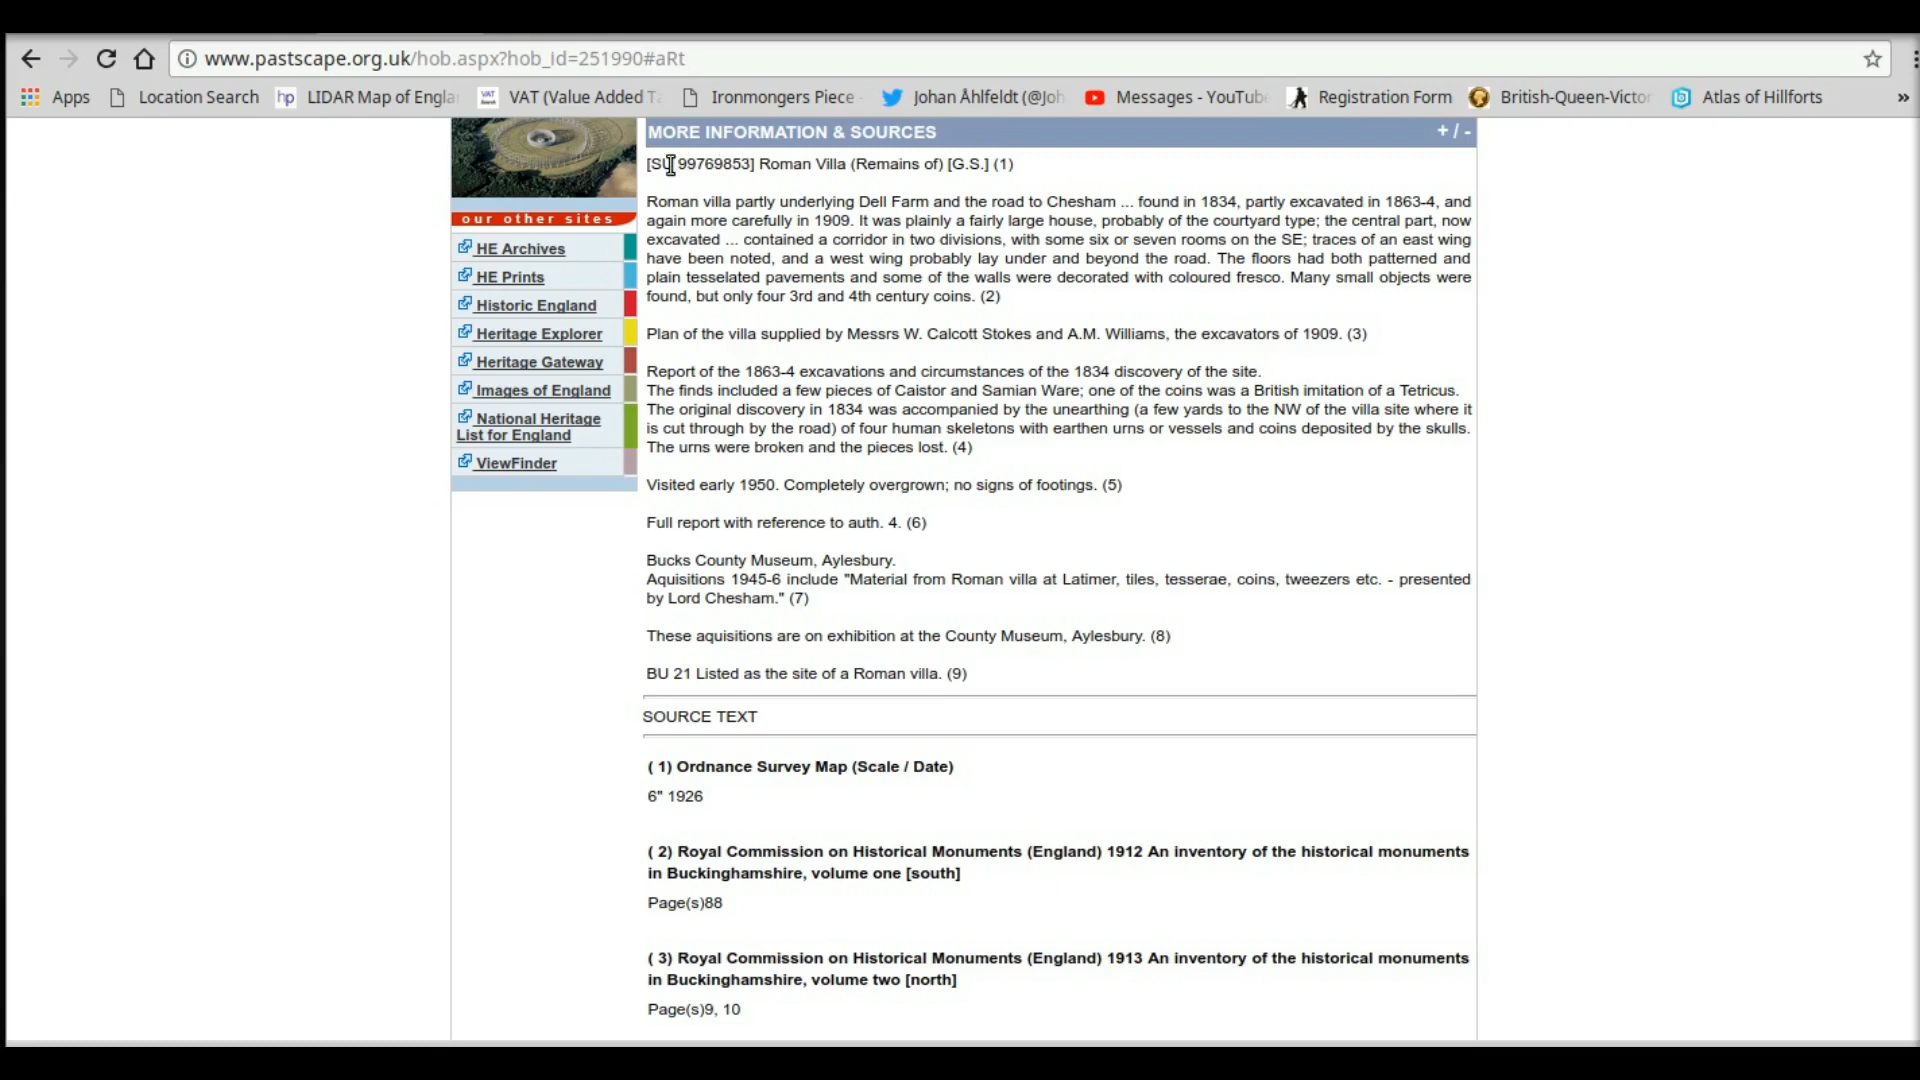 www.pastscape.org.uk/hob.aspx?hob_id=251990#aRt
Apps Location Search hp LIDAR Map of Engla VAT VAT (Value Added T Ironmongers Piece Johan Åhlfeldt (@Joh Messages - YouTube Registration Form British-Queen-Victor Atlas of Hillforts »
MORE INFORMATION & SOURCES + / -
[SU 99769853] Roman Villa (Remains of) [G.S.] (1)
Roman villa partly underlying Dell Farm and the road to Chesham ... found in 1834, partly excavated in 1863-4, and
again more carefully in 1909. It was plainly a fairly large house, probably of the courtyard type; the central part, now
excavated ... contained a corridor in two divisions, with some six or seven rooms on the SE; traces of an east wing
have been noted, and a west wing probably lay under and beyond the road. The floors had both patterned and
plain tesselated pavements and some of the walls were decorated with coloured fresco. Many small objects were
found, but only four 3rd and 4th century coins. (2)
Plan of the villa supplied by Messrs W. Calcott Stokes and A.M. Williams, the excavators of 1909. (3)
Report of the 1863-4 excavations and circumstances of the 1834 discovery of the site.
The finds included a few pieces of Caistor and Samian Ware; one of the coins was a British imitation of a Tetricus.
The original discovery in 1834 was accompanied by the unearthing (a few yards to the NW of the villa site where it
is cut through by the road) of four human skeletons with earthen urns or vessels and coins deposited by the skulls.
The urns were broken and the pieces lost. (4)
Visited early 1950. Completely overgrown; no signs of footings. (5)
Full report with reference to auth. 4. (6)
Bucks County Museum, Aylesbury.
Aquisitions 1945-6 include "Material from Roman villa at Latimer, tiles, tesserae, coins, tweezers etc. - presented
by Lord Chesham." (7)
These aquisitions are on exhibition at the County Museum, Aylesbury. (8)
BU 21 Listed as the site of a Roman villa. (9)
SOURCE TEXT
( 1) Ordnance Survey Map (Scale / Date)
6" 1926
( 2) Royal Commission on Historical Monuments (England) 1912 An inventory of the historical monuments
in Buckinghamshire, volume one [south]
Page(s)88
( 3) Royal Commission on Historical Monuments (England) 1913 An inventory of the historical monuments
in Buckinghamshire, volume two [north]
Page(s)9, 10
our other sites
HE Archives
HE Prints
Historic England
Heritage Explorer
Heritage Gateway
Images of England
National Heritage
List for England
ViewFinder